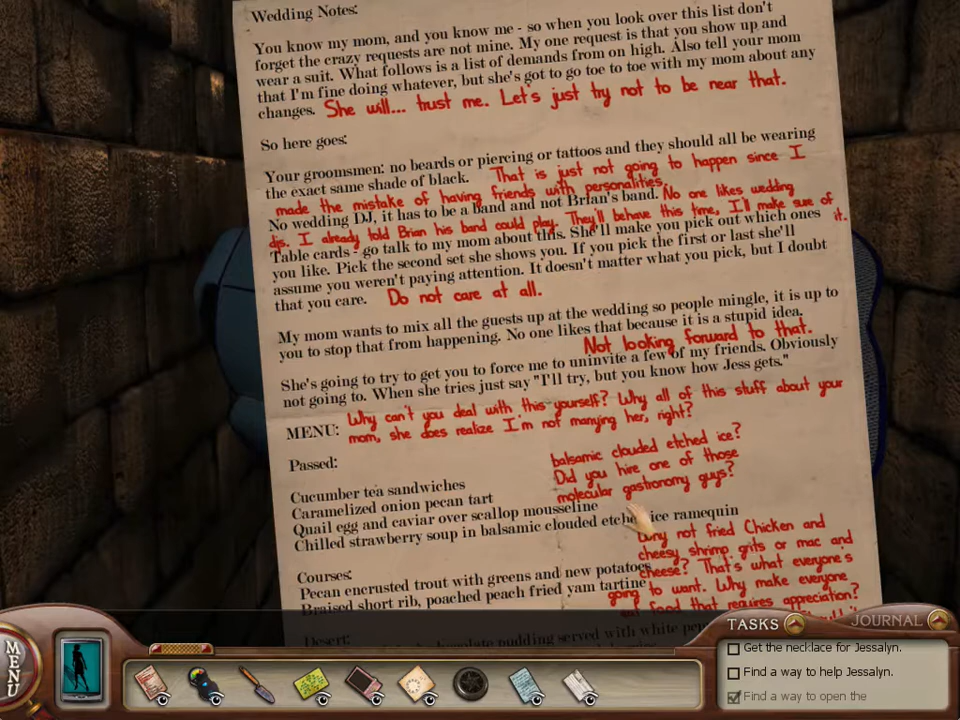 Wedding Notes:
You know my mom, and you know me - so when you look over this list don't
forget the crazy requests are not mine. My one request is that you show up and
wear a suit. What follows is a list of demands from on high. Also tell your mom
that I'm fine doing whatever, but she's got to go toe to toe with my mom about any
changes. She will... trust me. Let's just try not to be near that.
So here goes:
Your groomsmen: no beards or piercing or tattoos and they should all be wearing
the exact same shade of black. That is just not going to happen since I
made the mistake of having friends with personalities.
No wedding DJ, it has to be a band and not Brian's band. No one likes wedding
djs. I already told Brian his band could play. They'll behave this time, I'll make sure of
it.
Table cards - go talk to my mom about this. She'll make you pick out which ones
you like. Pick the second set she shows you. If you pick the first or last she'll
assume you weren't paying attention. It doesn't matter what you pick, but I doubt
that you care. Do not care at all.
My mom wants to mix all the guests up at the wedding so people mingle, it is up to
you to stop that from happening. No one likes that because it is a stupid idea.
Not looking forward to that.
She's going to try to get you to force me to uninvite a few of my friends. Obviously
not going to. When she tries just say "I'll try, but you know how Jess gets."
Why can't you deal with this yourself? Why all of this stuff about your
mom, she does realize I'm not marrying her, right?
MENU:
Passed:
balsamic clouded etched ice?
Did you hire one of those
molecular gastronomy guys?
Cucumber tea sandwiches
Caramelized onion pecan tart
Quail egg and caviar over scallop mousseline
Chilled strawberry soup in balsamic clouded etched ice ramequin
Why not fried Chicken and
cheesy shrimp grits or mac and
cheese? That's what everyone's
going to want. Why make everyone
eat food that requires appreciation?
Courses:
Pecan encrusted trout with greens and new potatoes
Braised short rib, poached peach fried yam tartine
Desert:
pudding served with white
MENU
TASKS
JOURNAL
Get the necklace for Jessalyn.
Find a way to help Jessalyn.
Find a way to open the